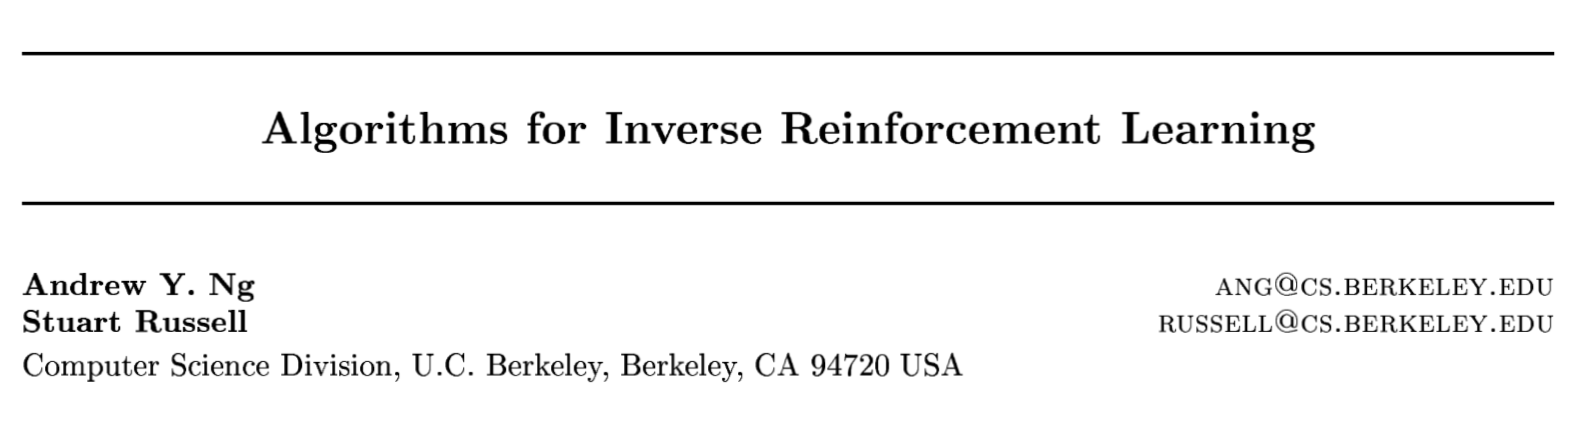 Algorithms for Inverse Reinforcement Learning
Andrew Y. Ng ANG@CS.BERKELEY.EDU
Stuart Russell RUSSELL@CS.BERKELEY.EDU
Computer Science Division, U.C. Berkeley, Berkeley, CA 94720 USA